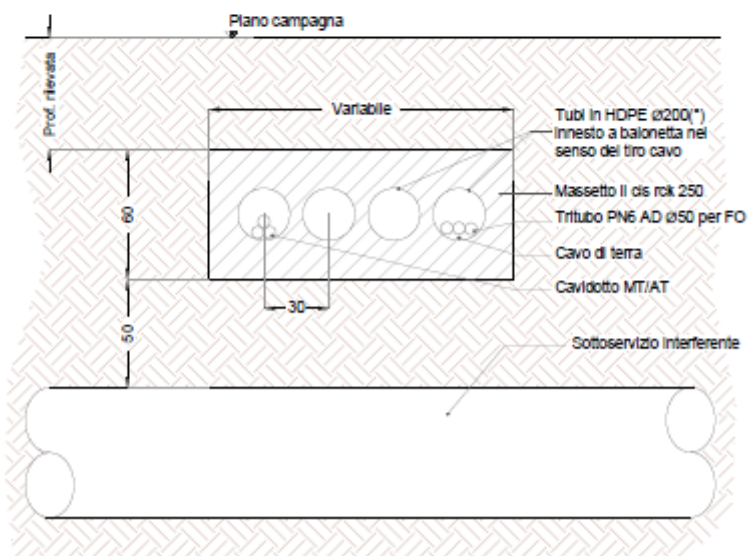 Plano campagna
Prof. rilevata
Variabile
Tubi in HDPE Ø200(*)
innesto a baionetta nel
senso del tiro cavo
Massetto il cls rck 250
Tritubo PN6 AD Ø50 per FO
Cavo di terra
Cavidotto MT/AT
60
30
50
Sottoservizio interferente